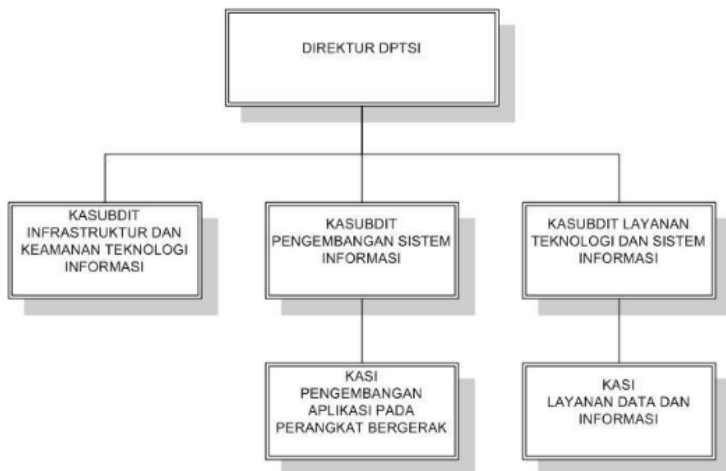 DIREKTUR DPTSI
KASUBDIT
INFRASTRUKTUR DAN
KEAMANAN TEKNOLOGI
INFORMASI
KASUBDIT
PENGEMBANGAN SISTEM
INFORMASI
KASUBDIT LAYANAN
TEKNOLOGI DAN SISTEM
INFORMASI
KASI
PENGEMBANGAN
APLIKASI PADA
PERANGKAT BERGERAK
KASI
LAYANAN DATA DAN
INFORMASI